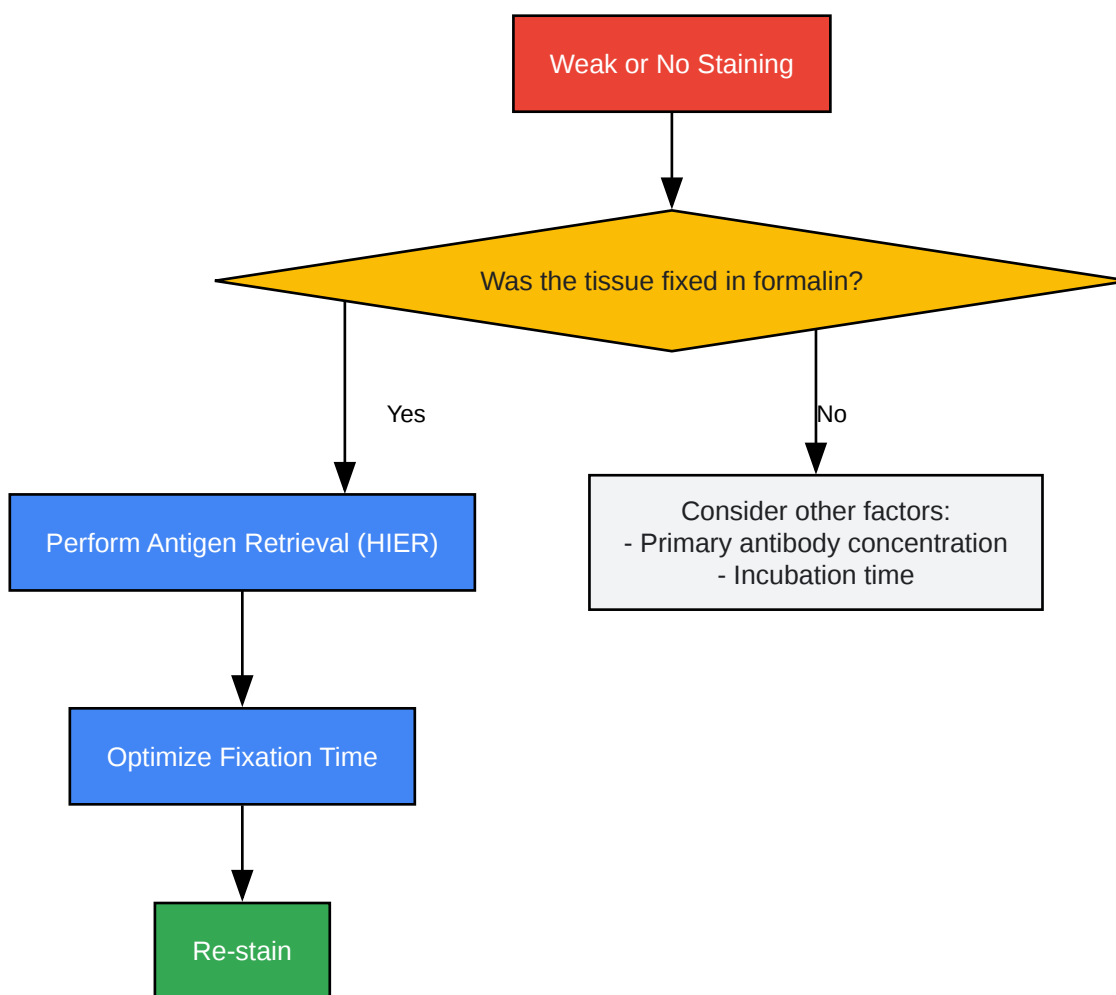 Weak or No Staining
Was the tissue fixed in formalin?
Yes
No
Perform Antigen Retrieval (HIER)
Consider other factors:
- Primary antibody concentration
- Incubation time
Optimize Fixation Time
Re-stain